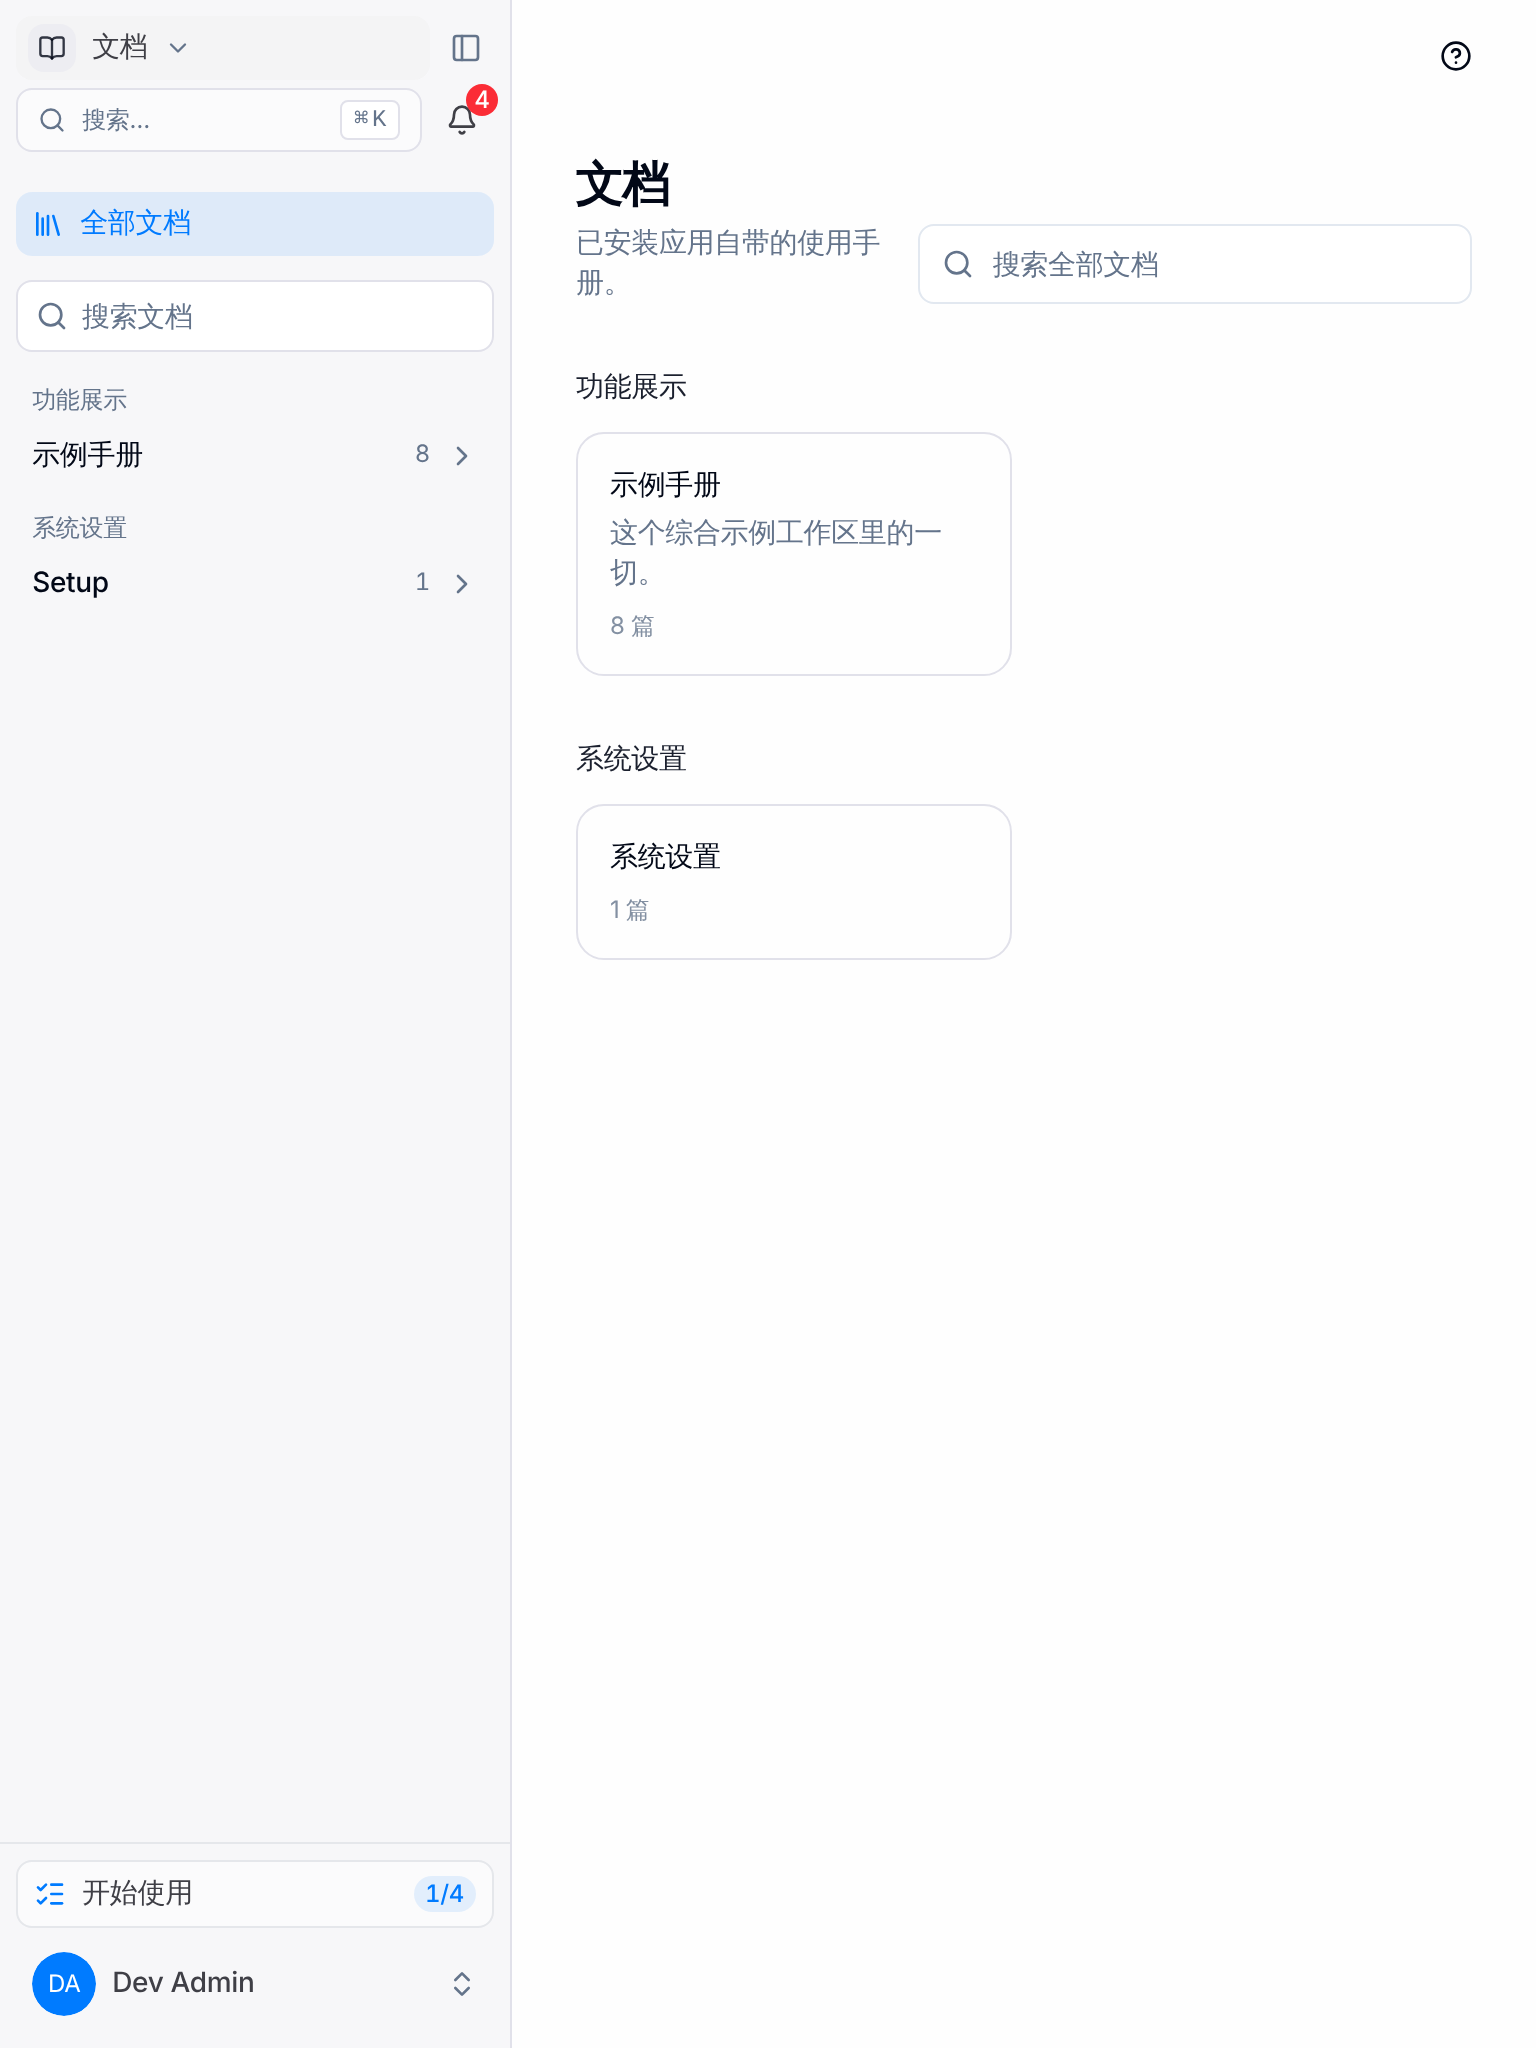 文档
搜索...
⌘K
4
全部文档
搜索文档
功能展示
示例手册 8
系统设置
Setup 1
开始使用 1/4
DA Dev Admin
文档
已安装应用自带的使用手
册。
搜索全部文档
功能展示
示例手册
这个综合示例工作区里的一
切。
8 篇
系统设置
系统设置
1 篇